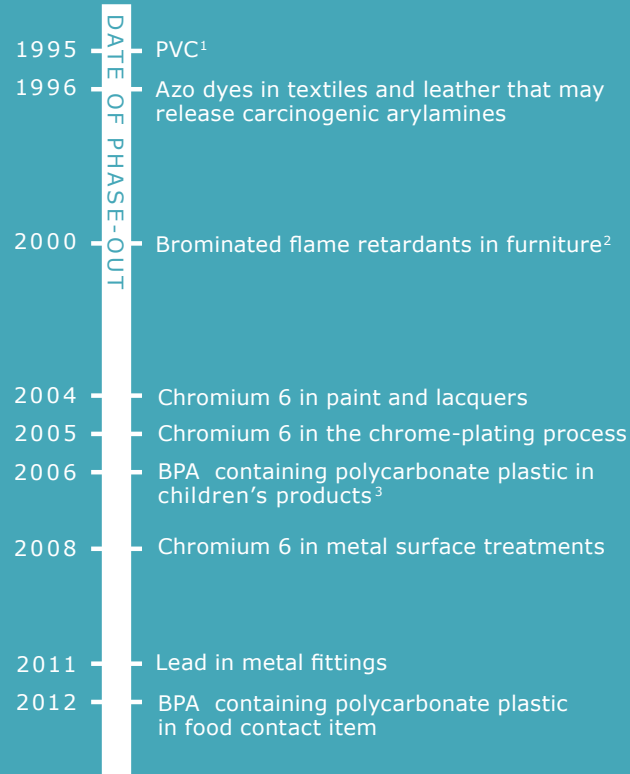 DATE OF PHASE-OUT
1995 PVC¹
1996 Azo dyes in textiles and leather that may
release carcinogenic arylamines
2000 Brominated flame retardants in furniture²
2004 Chromium 6 in paint and lacquers
2005 Chromium 6 in the chrome-plating process
2006 BPA containing polycarbonate plastic in
children's products³
2008 Chromium 6 in metal surface treatments
2011 Lead in metal fittings
2012 BPA containing polycarbonate plastic
in food contact item